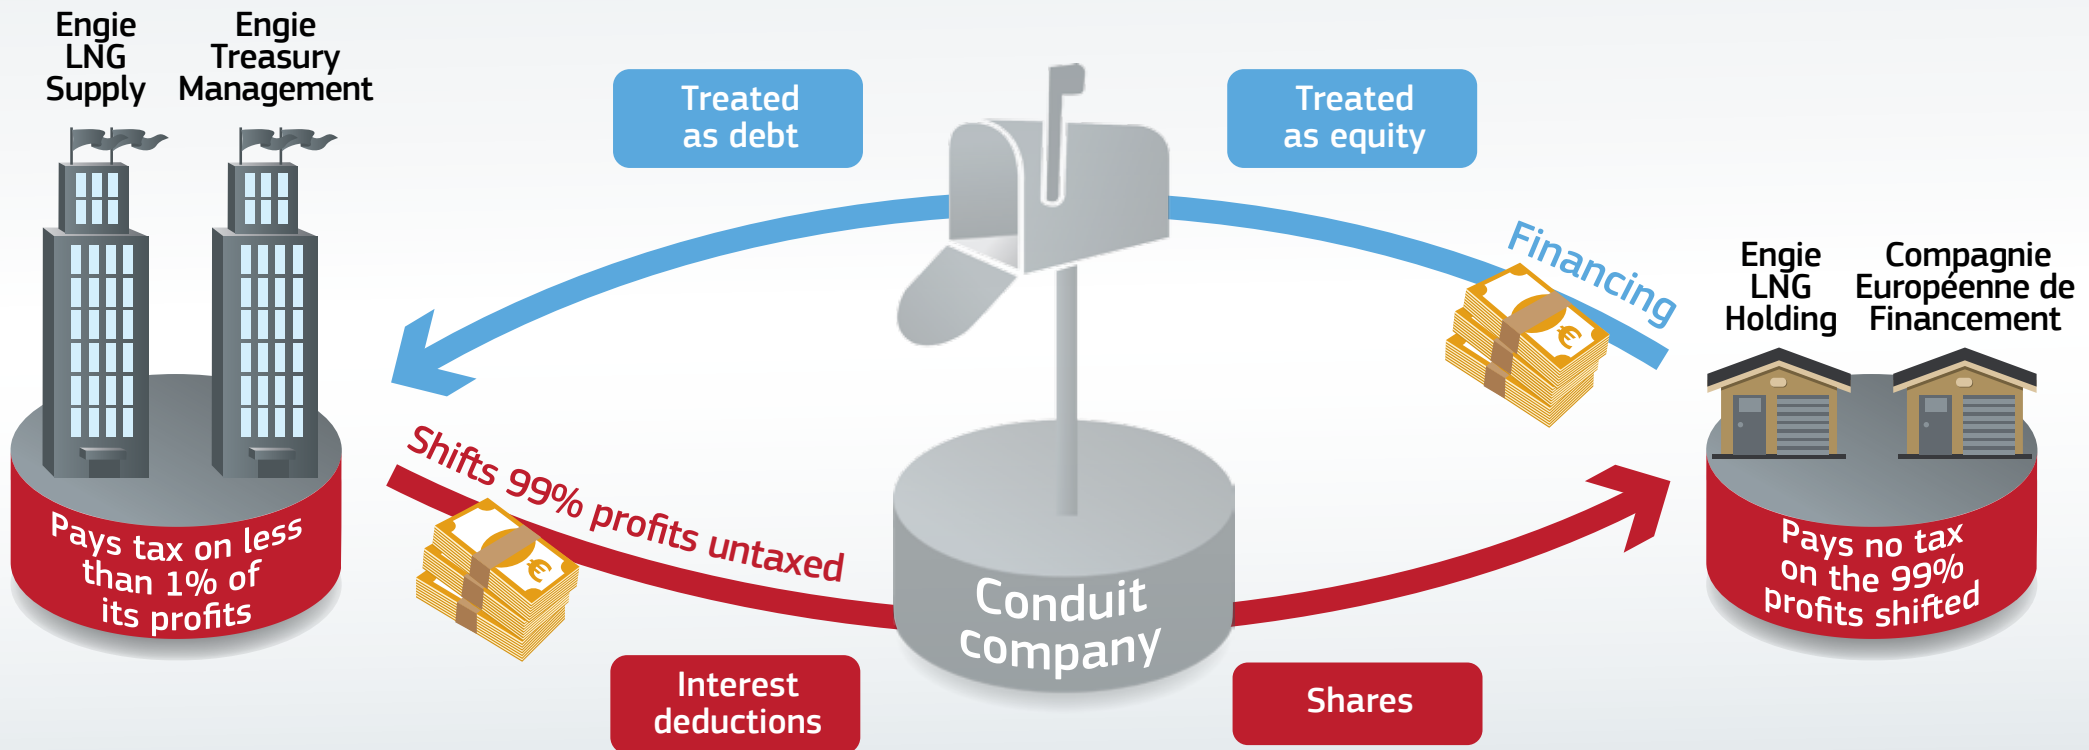 Engie
LNG
Supply
Engie
Treasury
Management
Treated
as debt
Treated
as equity
Financing
Engie
LNG
Holding
Compagnie
Européenne de
Financement
Shifts 99% profits untaxed
Pays tax on less
than 1% of
its profits
Conduit
company
Pays no tax
on the 99%
profits shifted
Interest
deductions
Shares
€
€